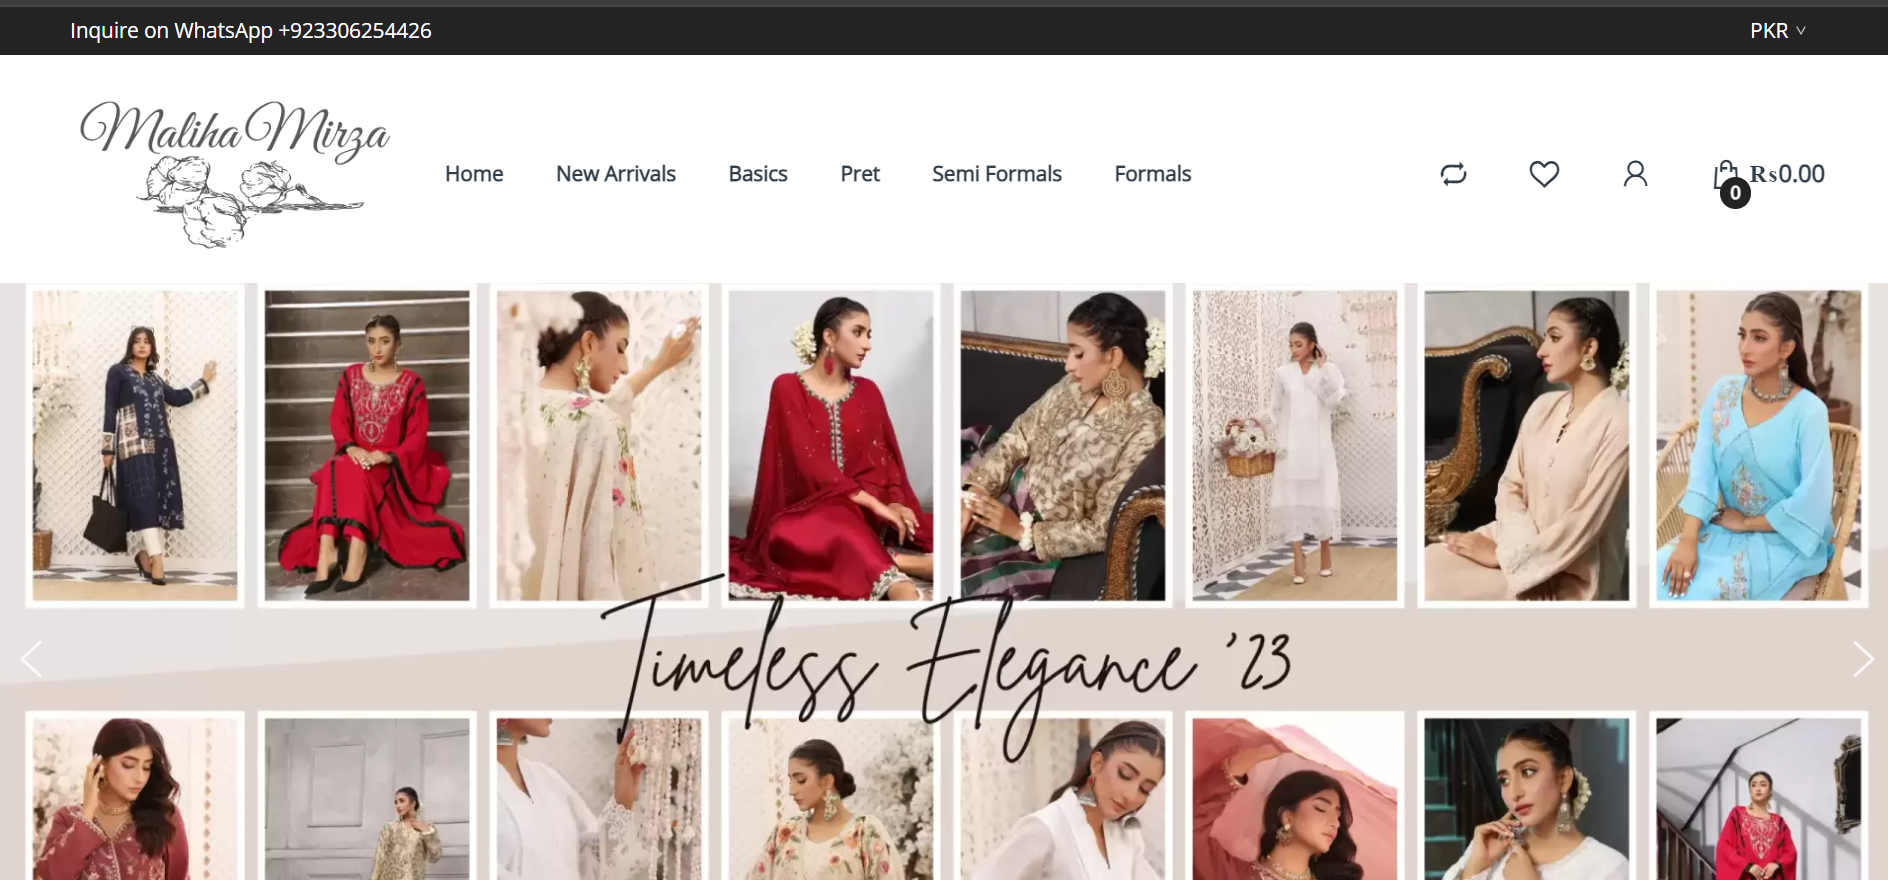 Inquire on WhatsApp +923306254426
PKR
Maliha Mirza
Home
New Arrivals
Basics
Pret
Semi Formals
Formals
0
₨0.00
Timeless Elegance '23